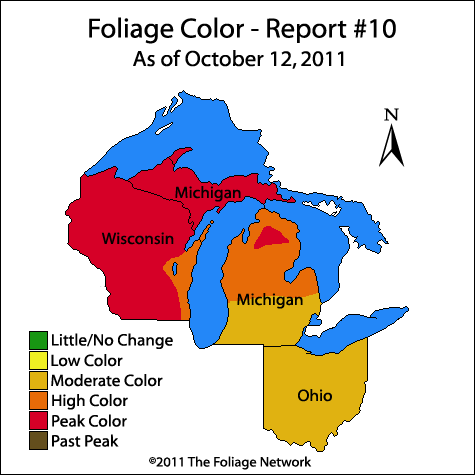 Foliage Color - Report #10
As of October 12, 2011
N
Michigan
Wisconsin
Michigan
Little/No Change
Low Color
Moderate Color
High Color
Peak Color
Past Peak
Ohio
©2011 The Foliage Network